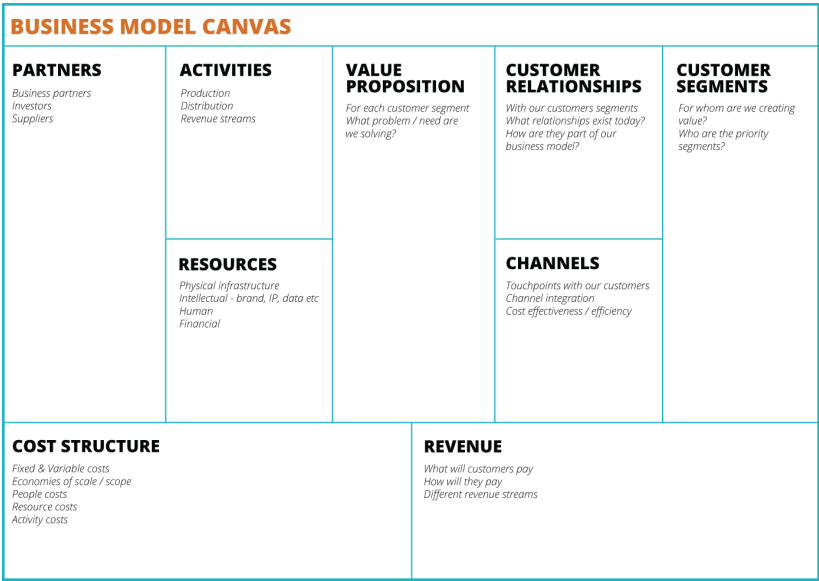 BUSINESS MODEL CANVAS
PARTNERS
Business partners
Investors
Suppliers
ACTIVITIES
Production
Distribution
Revenue streams
RESOURCES
Physical infrastructure
Intellectual - brand, IP, data etc
Human
Financial
VALUE
PROPOSITION
For each customer segment
What problem / need are
we solving?
CUSTOMER
RELATIONSHIPS
With our customers segments
What relationships exist today?
How are they part of our
business model?
CHANNELS
Touchpoints with our customers
Channel integration
Cost effectiveness / efficiency
CUSTOMER
SEGMENTS
For whom are we creating
value?
Who are the priority
segments?
COST STRUCTURE
Fixed & Variable costs
Economies of scale / scope
People costs
Resource costs
Activity costs
REVENUE
What will customers pay
How will they pay
Different revenue streams